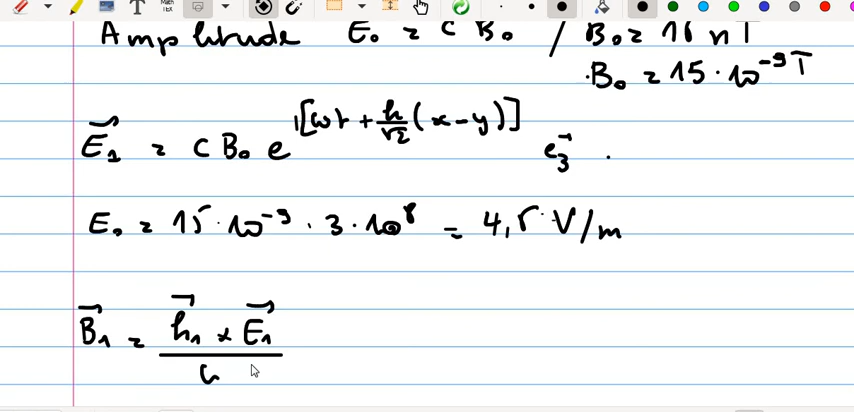 Amplitude E₀ = c B₀ / B₀ = 15 nT
B₀ = 15 · 10⁻⁹ T
E⃗₁ = c B₀ e^{i[ωt + k/√2 (x − y)]} e⃗₃ .
E₀ = 15 · 10⁻⁹ · 3 · 10⁸ = 4,5 V/m
B⃗₁ = (k⃗₁ × E⃗₁) / ω